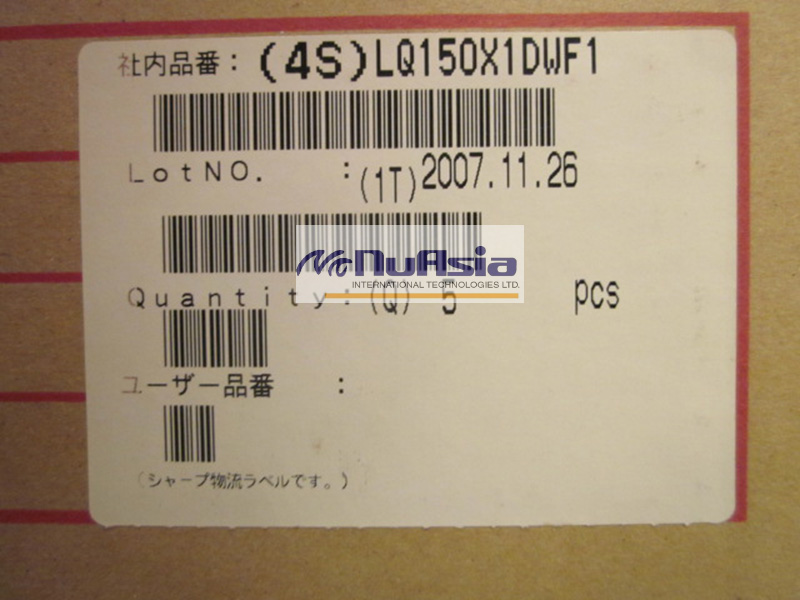 社内品番：(4S)LQ150X1DWF1
LotNO. :(1T)2007.11.26
NuAsia
INTERNATIONAL TECHNOLOGIES LTD.
Quantity:(Q) 5 pcs
ユーザー品番 :
(シャープ物流ラベルです。)